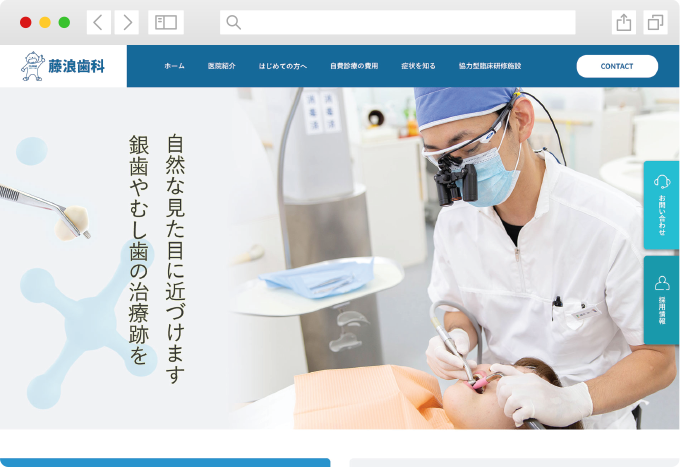 藤浪歯科
ホーム
医院紹介
はじめての方へ
自費診療の費用
症状を知る
協力型臨床研修施設
CONTACT
銀歯やむし歯の治療跡を
自然な見た目に近づけます
お問い合わせ
採用情報